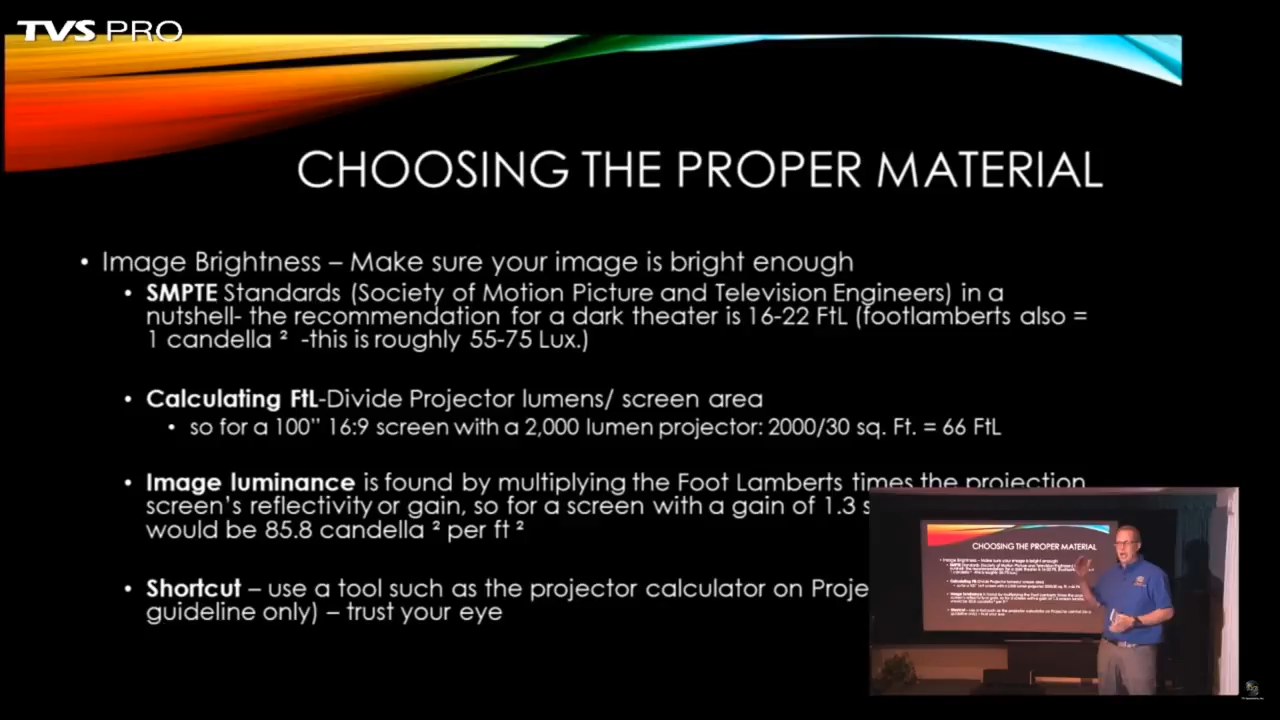 TVS PRO
CHOOSING THE PROPER MATERIAL
• Image Brightness – Make sure your image is bright enough
• SMPTE Standards (Society of Motion Picture and Television Engineers) in a
nutshell- the recommendation for a dark theater is 16-22 FtL (footlamberts also =
1 candella ² -this is roughly 55-75 Lux.)
• Calculating FtL-Divide Projector lumens/ screen area
• so for a 100” 16:9 screen with a 2,000 lumen projector: 2000/30 sq. Ft. = 66 FtL
• Image luminance is found by multiplying the Foot Lamberts times the projection
screen’s reflectivity or gain, so for a screen with a gain of 1.3 s
would be 85.8 candella ² per ft ²
• Shortcut – use a tool such as the projector calculator on Proje
guideline only) – trust your eye
CHOOSING THE PROPER MATERIAL